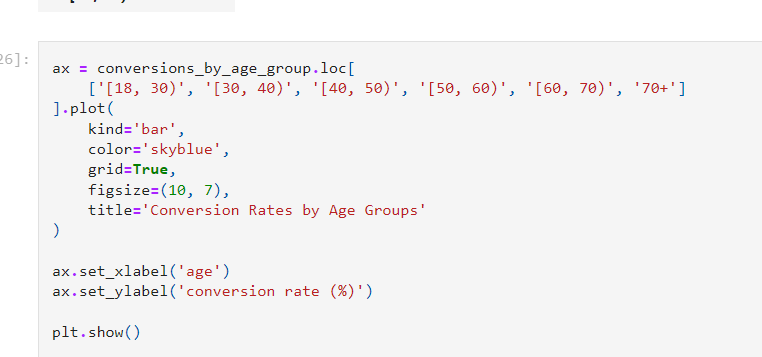 26]:
ax = conversions_by_age_group.loc[
    ['[18, 30)', '[30, 40)', '[40, 50)', '[50, 60)', '[60, 70)', '70+']
].plot(
    kind='bar',
    color='skyblue',
    grid=True,
    figsize=(10, 7),
    title='Conversion Rates by Age Groups'
)

ax.set_xlabel('age')
ax.set_ylabel('conversion rate (%)')

plt.show()